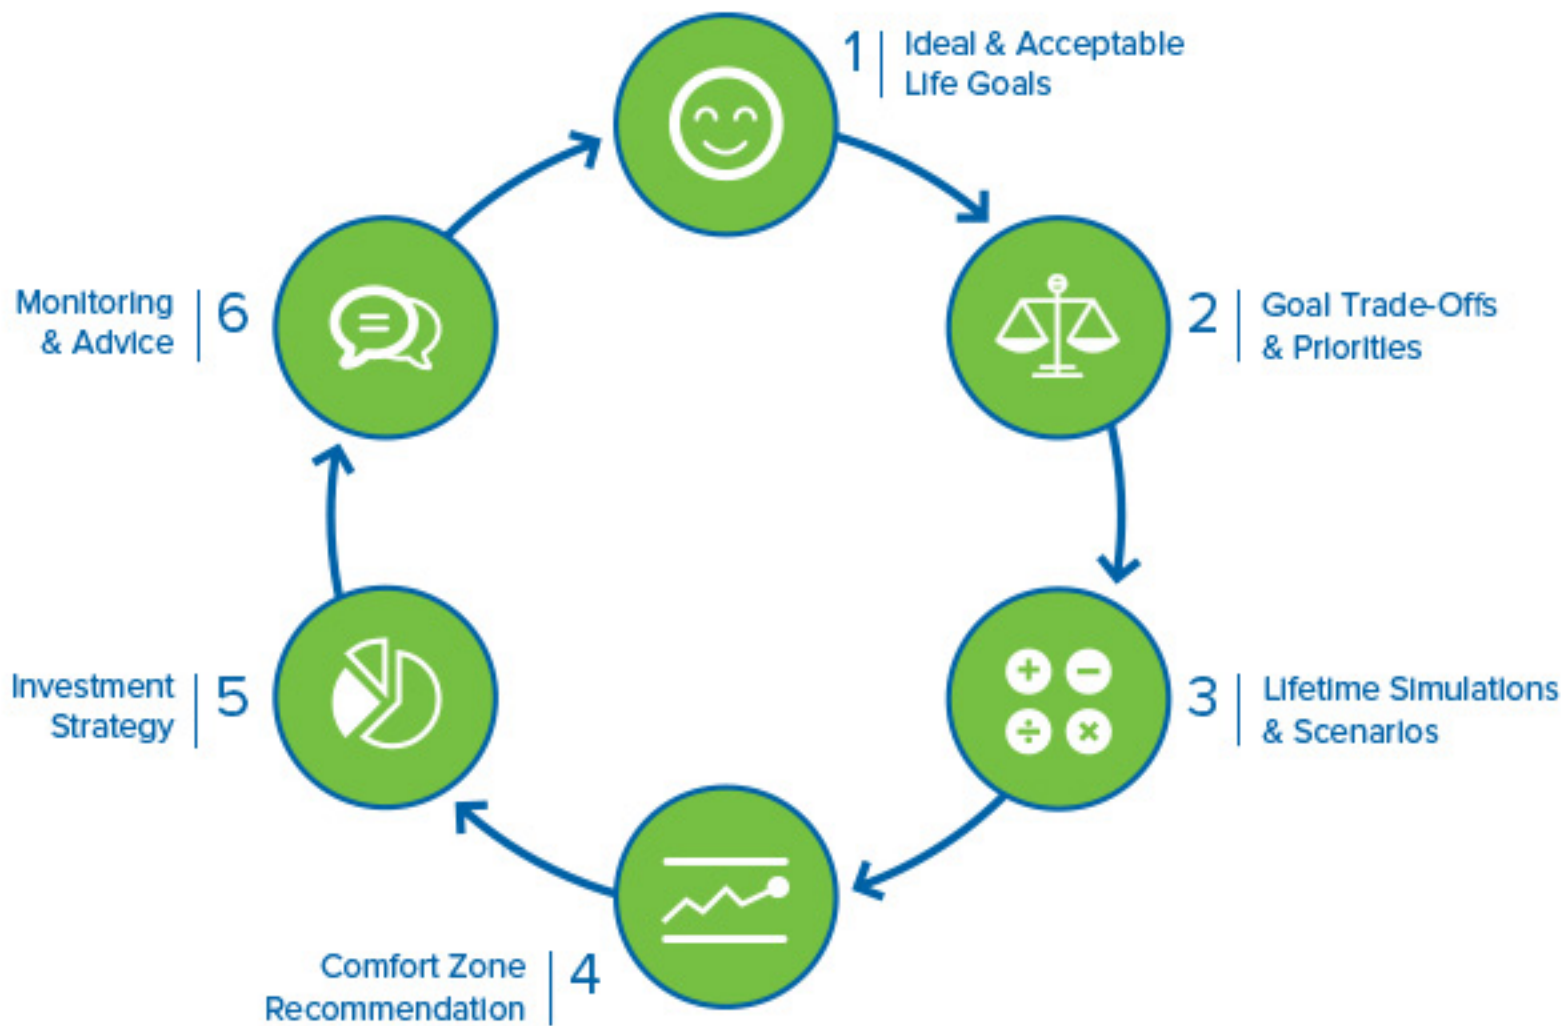 1
Ideal & Acceptable
Life Goals
2
Goal Trade-Offs
& Priorities
3
Lifetime Simulations
& Scenarios
4
Comfort Zone
Recommendation
5
Investment
Strategy
6
Monitoring
& Advice